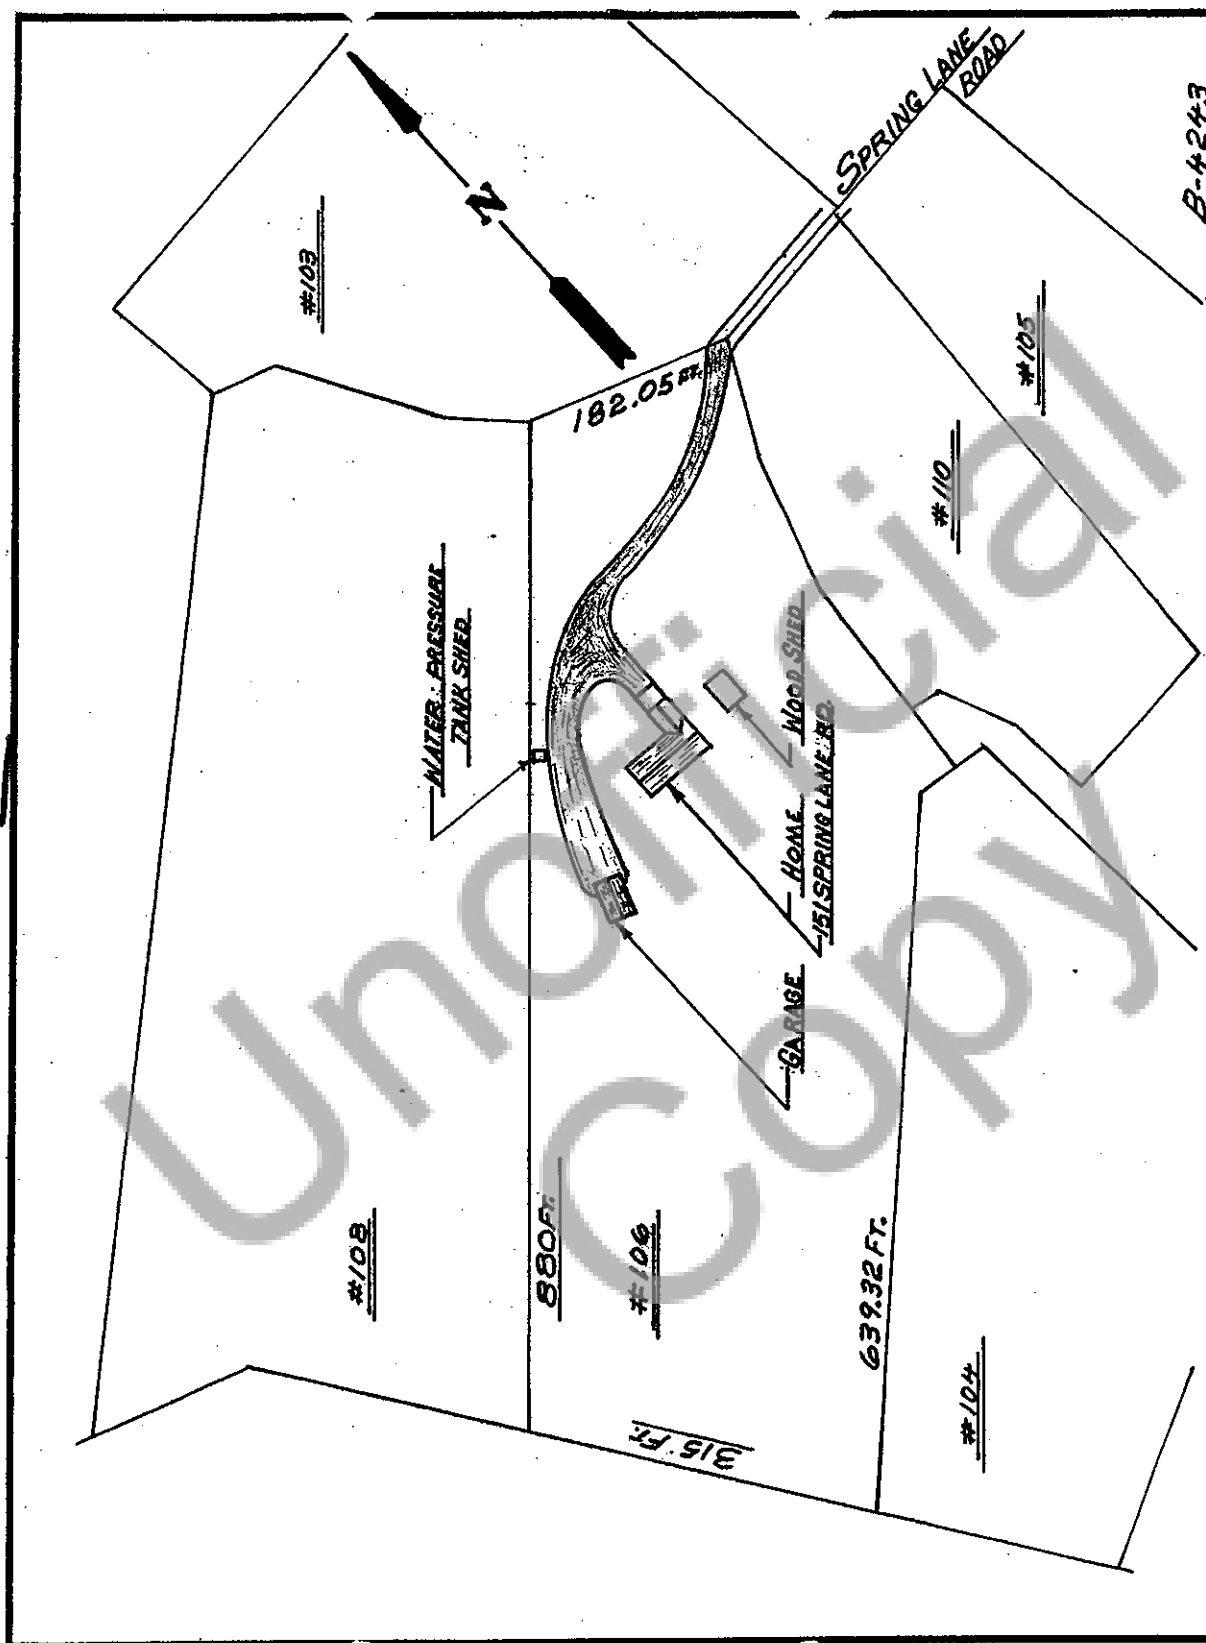 SPRING LANE
ROAD
B-4243
N
#103
182.05 FT.
#105
#110
WATER PRESSURE
TANK SHED
WOOD SHED
HOME
151 SPRING LANE RD.
GARAGE
#108
880 FT.
#106
639.32 FT.
315 FT.
#104
Unofficial
Copy